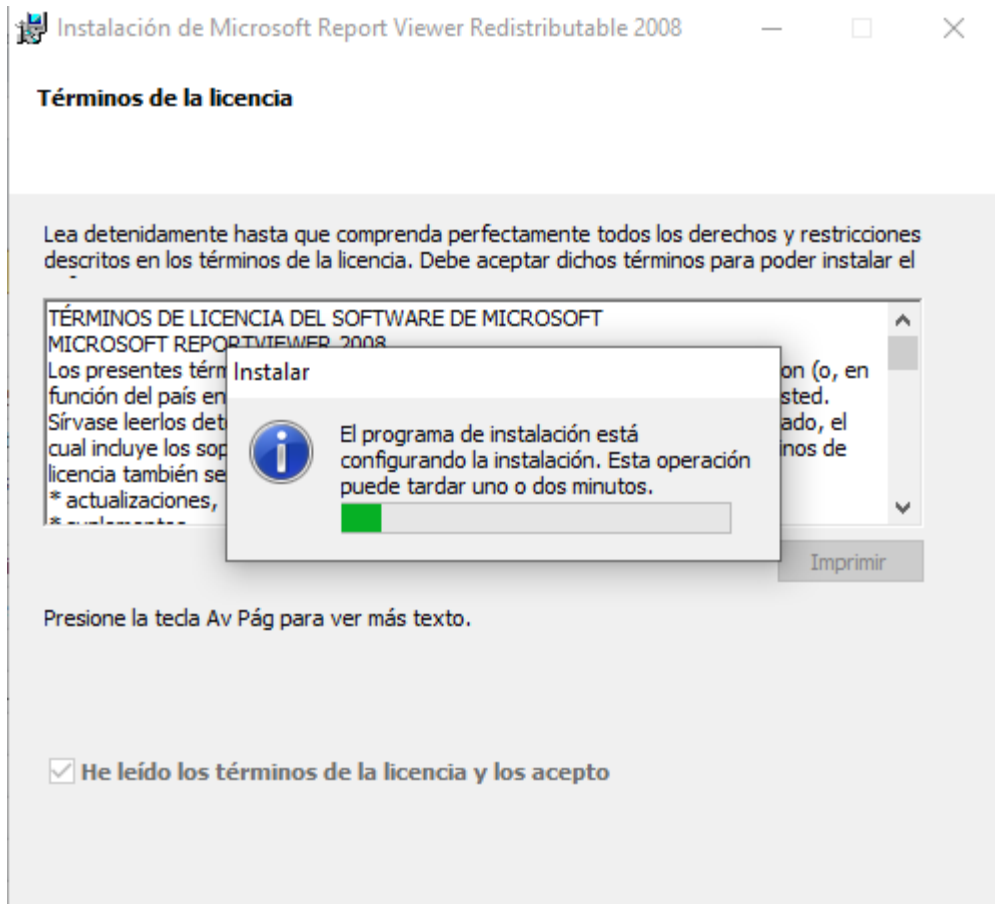 Instalación de Microsoft Report Viewer Redistributable 2008
Términos de la licencia
Lea detenidamente hasta que comprenda perfectamente todos los derechos y restricciones
descritos en los términos de la licencia. Debe aceptar dichos términos para poder instalar el
TÉRMINOS DE LICENCIA DEL SOFTWARE DE MICROSOFT
MICROSOFT REPORTVIEWER 2008
Los presentes térm
on (o, en
función del país en
sted.
Sírvase leerlos det
ado, el
cual incluye los sop
inos de
licencia también se
* actualizaciones,
Instalar
El programa de instalación está
configurando la instalación. Esta operación
puede tardar uno o dos minutos.
Imprimir
Presione la tecla Av Pág para ver más texto.
He leído los términos de la licencia y los acepto